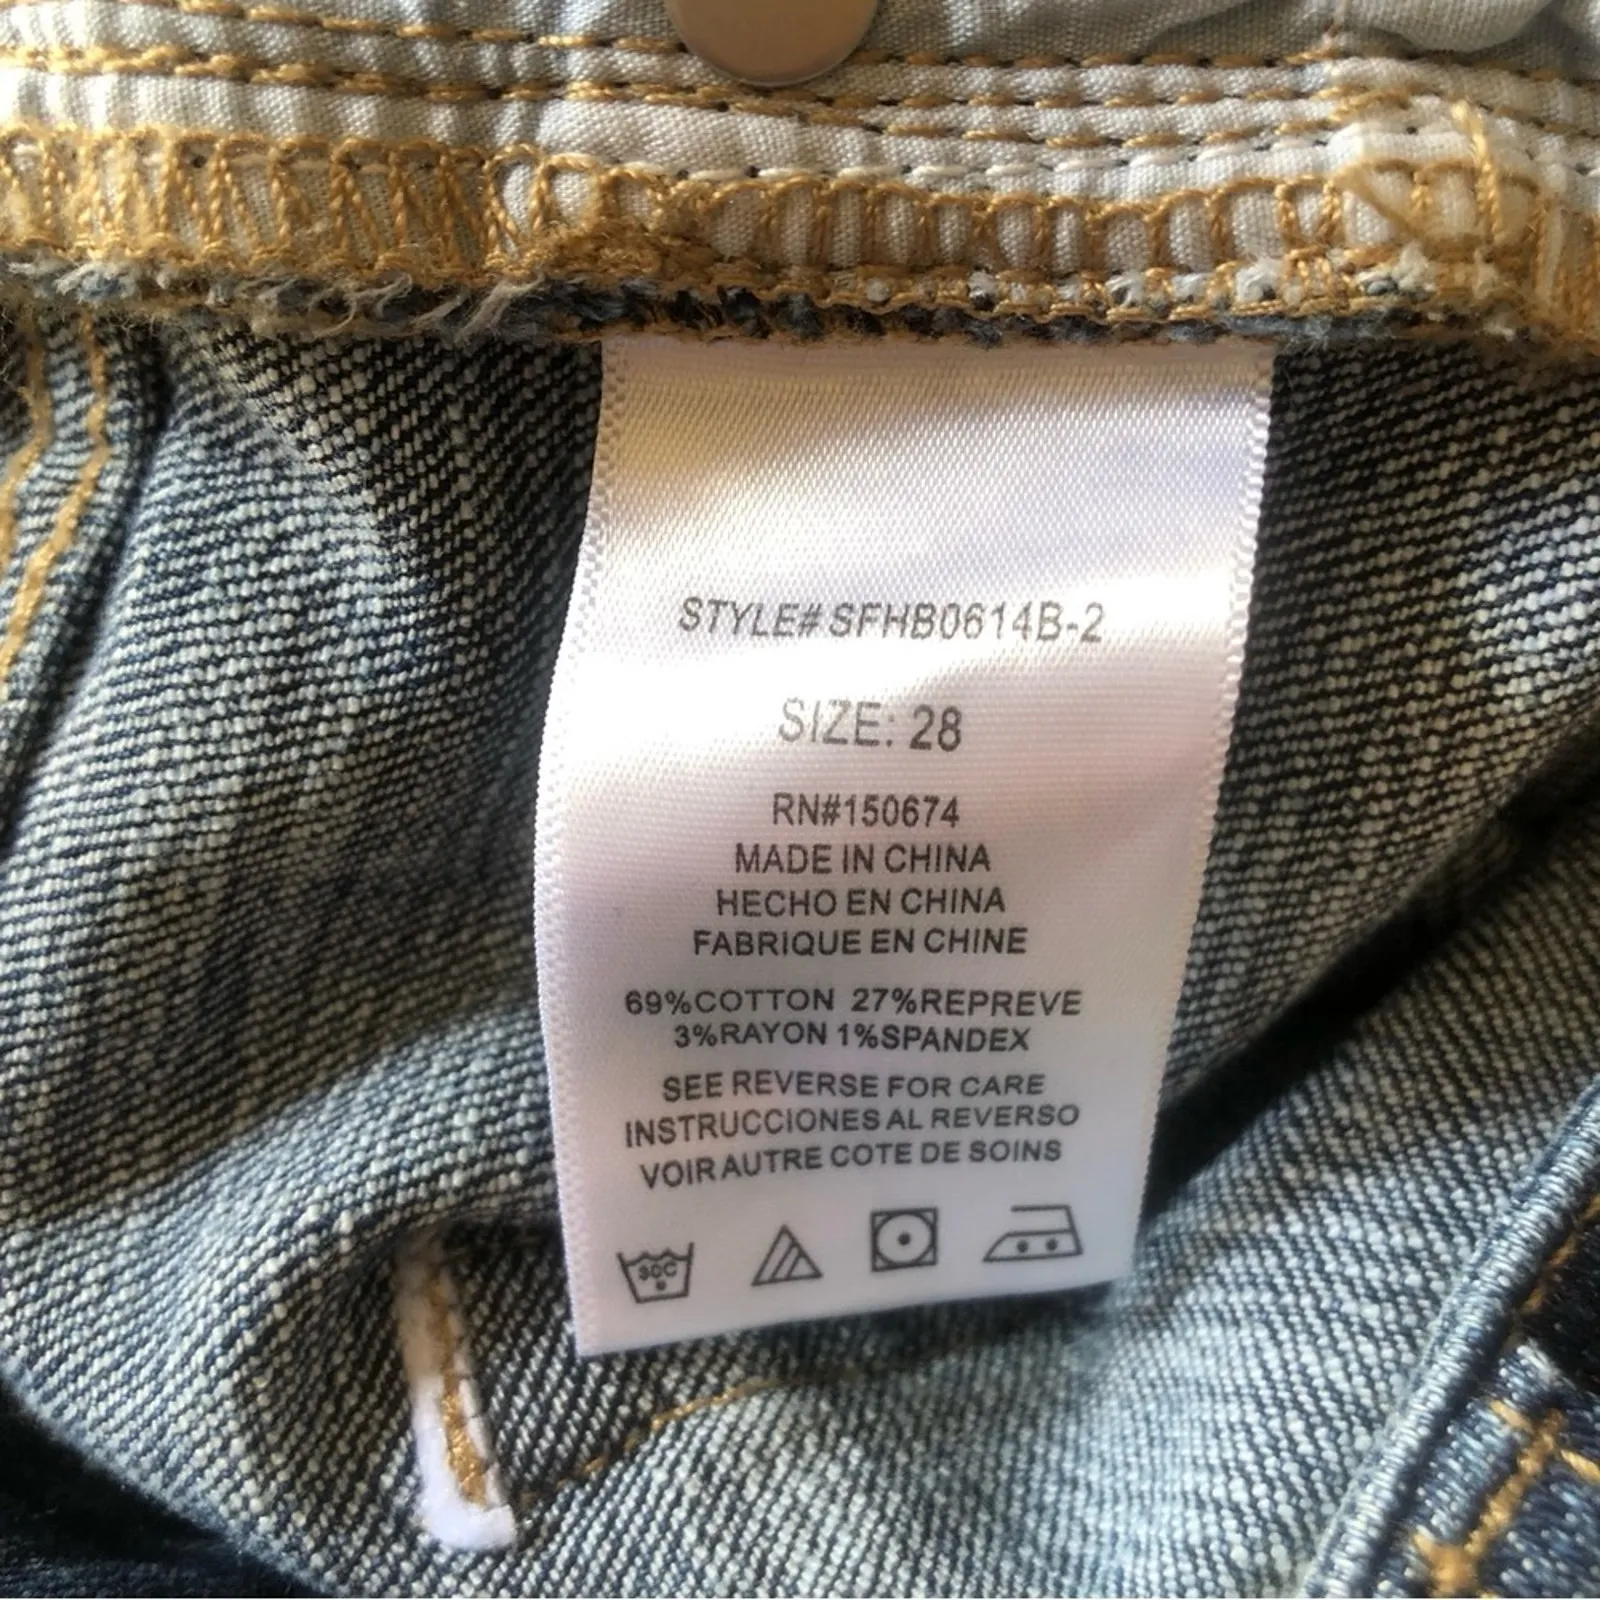 STYLE# SFHB0614B-2
SIZE: 28
RN#150674
MADE IN CHINA
HECHO EN CHINA
FABRIQUE EN CHINE
69%COTTON 27%REPREVE
3%RAYON 1%SPANDEX
SEE REVERSE FOR CARE
INSTRUCCIONES AL REVERSO
VOIR AUTRE COTE DE SOINS
30C